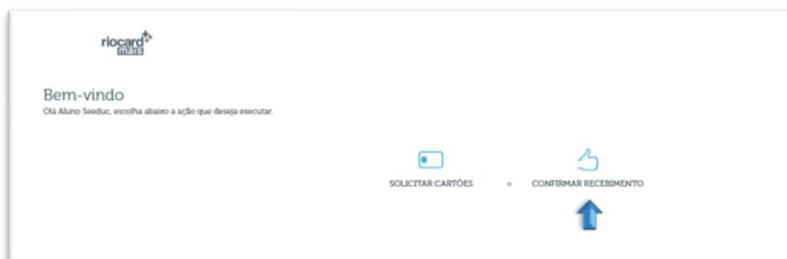 riocard
mais
Bem-vindo
Olá Aluno Seeduc, escolha abaixo a ação que deseja executar.
SOLICITAR CARTÕES
CONFIRMAR RECEBIMENTO